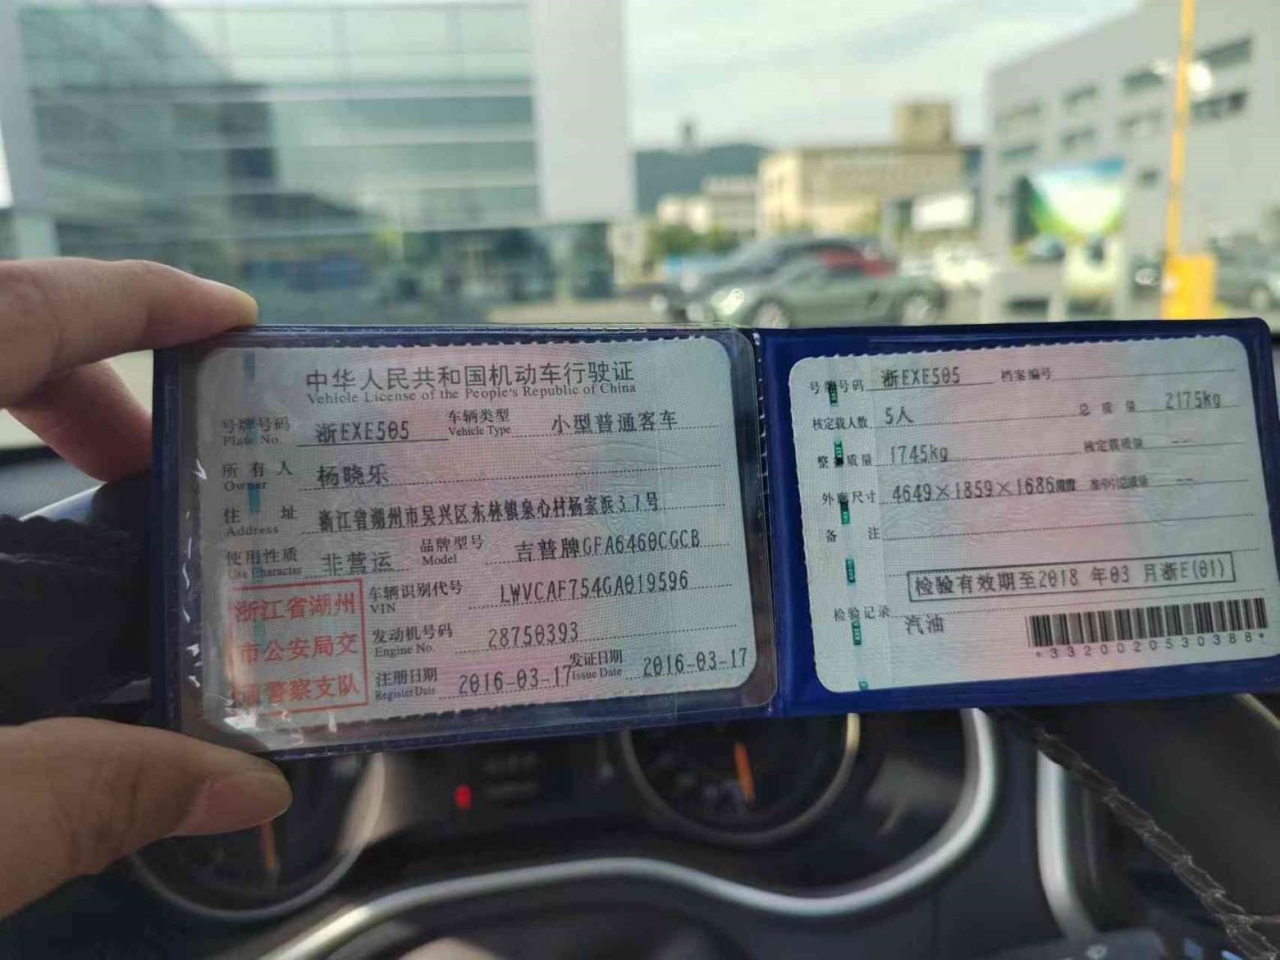 中华人民共和国机动车行驶证
Vehicle License of the People's Republic of China
号牌号码 浙EXE505 车辆类型 小型普通客车
Plate No. Vehicle Type
所有人 杨晓乐
Owner
住址 浙江省湖州市吴兴区东林镇泉心村杨家浜37号
Address
使用性质 非营运 品牌型号 吉普牌GFA6460CGCB
Use Character Model
浙江省湖州
市公安局交
警察支队
车辆识别代号 LWVCAF754GA019596
VIN
发动机号码 28750393
Engine No.
注册日期 2016-03-17 发证日期 2016-03-17
Register Date Issue Date
号牌号码 浙EXE505 档案编号
核定载人数 5人 总质量 2175kg
整备质量 1745kg 核定载质量 --
外廓尺寸 4649×1859×1686 --
备注
检验有效期至2018 年03 月浙E(01)
检验记录
汽油
*3320020530388*